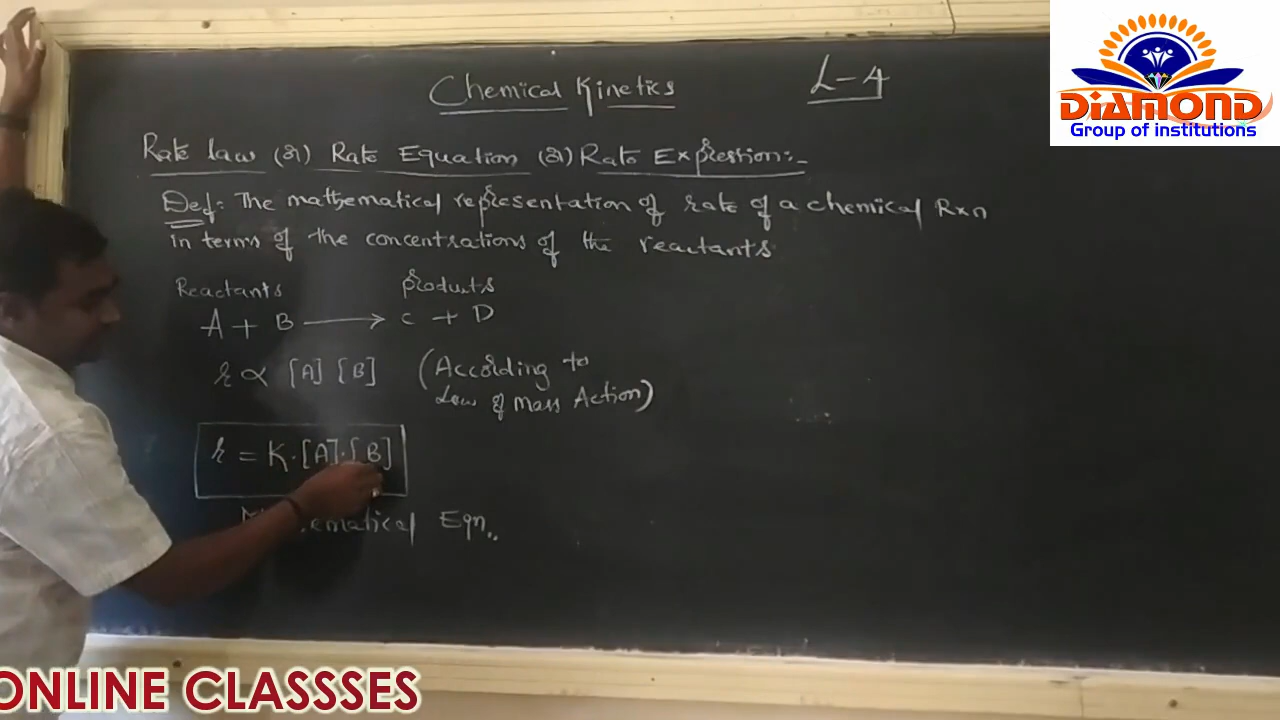 Chemical Kinetics
L-4
DiAMOND
Group of institutions
Rate law (or) Rate Equation (or) Rate Expression:-
Def: The mathematical representation of rate of a chemical Rxn
in terms of the concentrations of the reactants
Reactants products
A + B ⟶ C + D
r ∝ [A] [B] (According to
Law of Mass Action)
r = K·[A]·[B]
Eqn..
ONLINE CLASSSES